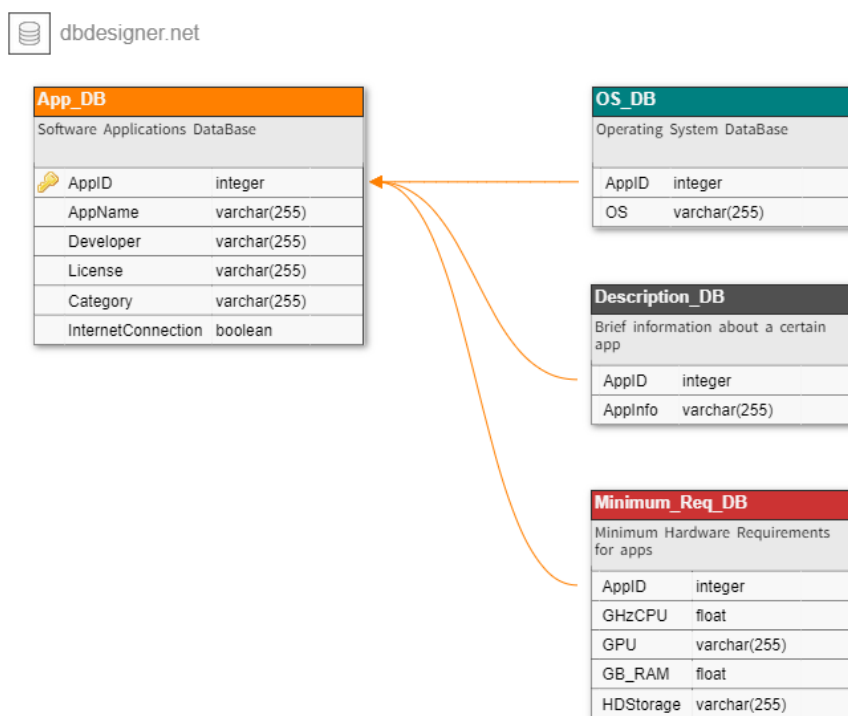 dbdesigner.net
App_DB
Software Applications DataBase
AppID integer
AppName varchar(255)
Developer varchar(255)
License varchar(255)
Category varchar(255)
InternetConnection boolean
OS_DB
Operating System DataBase
AppID integer
OS varchar(255)
Description_DB
Brief information about a certain
app
AppID integer
AppInfo varchar(255)
Minimum_Req_DB
Minimum Hardware Requirements
for apps
AppID integer
GHzCPU float
GPU varchar(255)
GB_RAM float
HDStorage varchar(255)